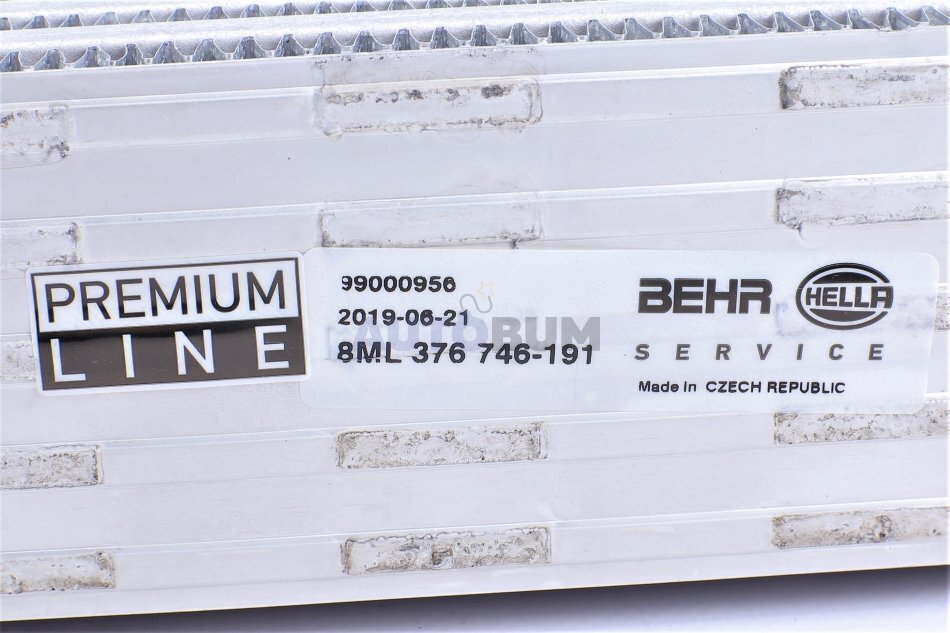 PREMIUM
LINE
99000956
2019-06-21
AUTOBUM
8ML 376 746-191
BEHR HELLA
SERVICE
Made in CZECH REPUBLIC